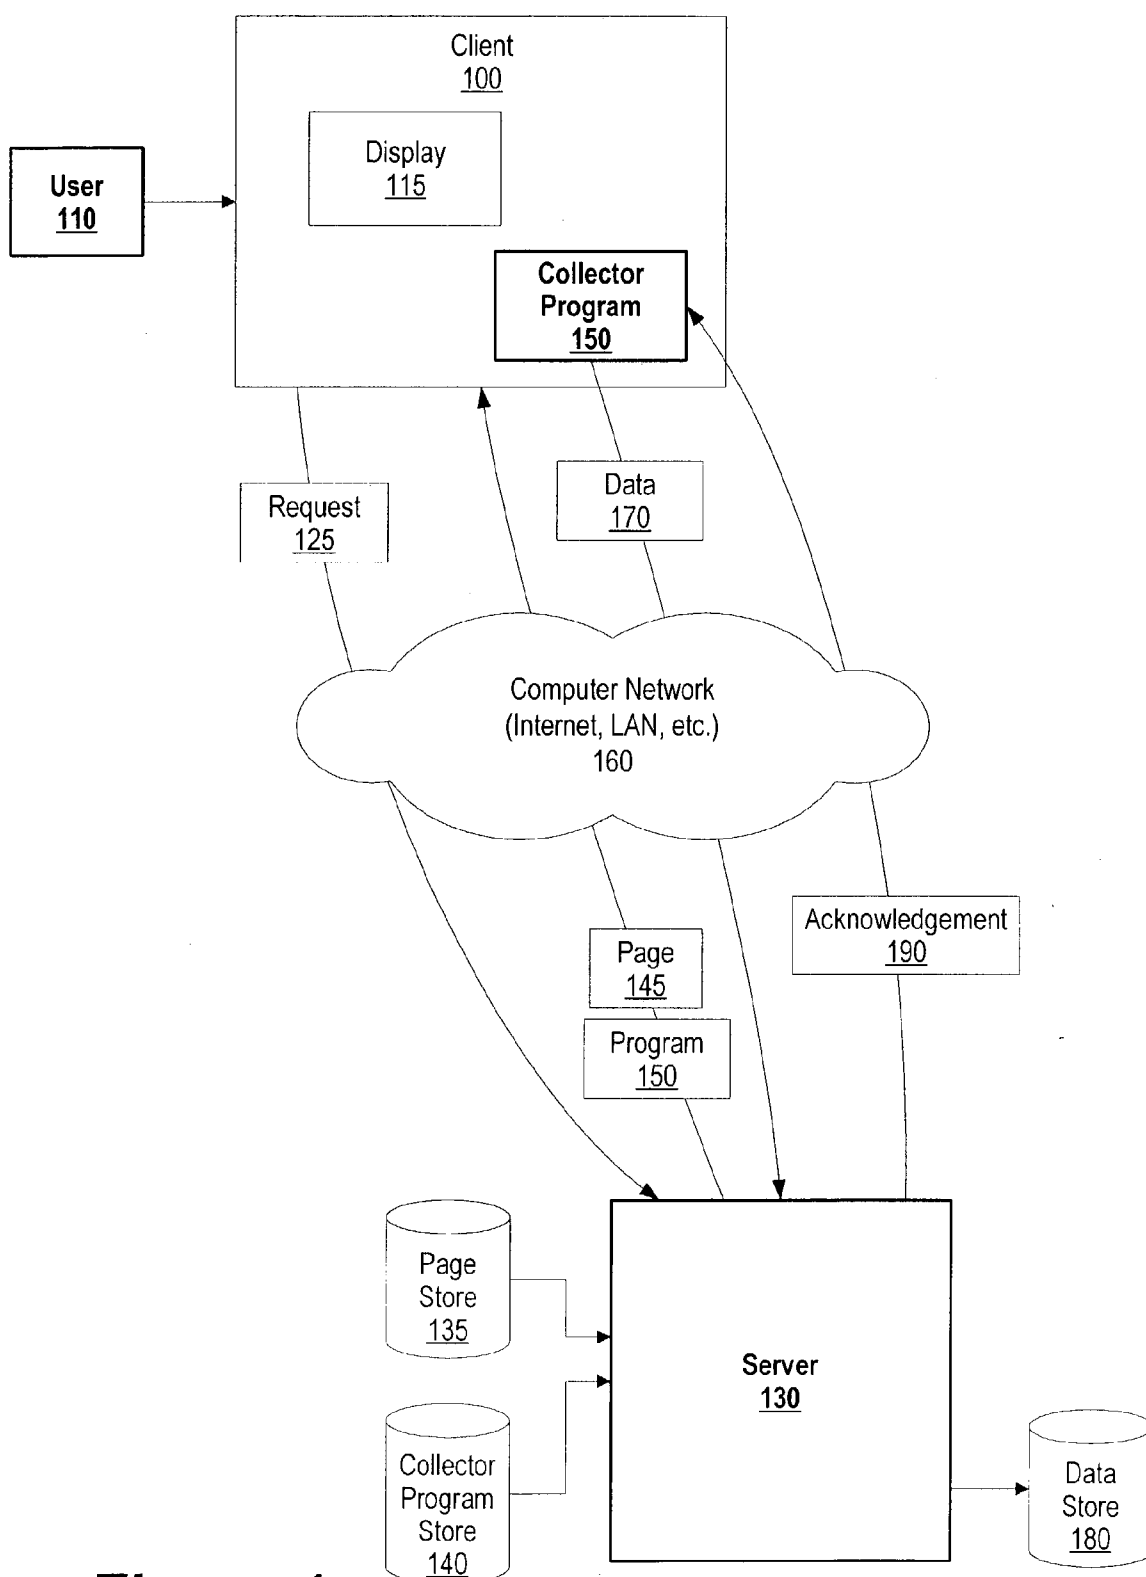 Client
100
Display
115
User
110
Collector
Program
150
Request
125
Data
170
Computer Network
(Internet, LAN, etc.)
160
Acknowledgement
190
Page
145
Program
150
Page
Store
135
Server
130
Collector
Program
Store
140
Data
Store
180